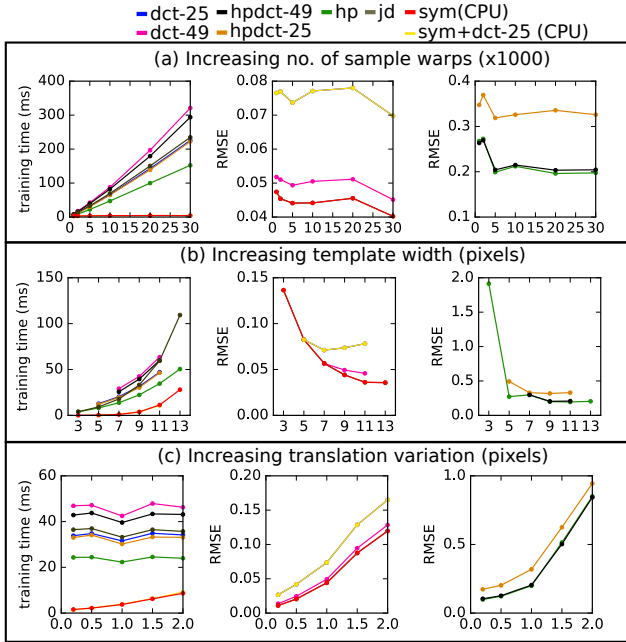 dct-25 hpdct-49 hp jd sym(CPU)
dct-49 hpdct-25 sym+dct-25 (CPU)
(a) Increasing no. of sample warps (x1000)
training time (ms)
400
300
200
100
0
0 5 10 15 20 25 30
RMSE
0.08
0.07
0.06
0.05
0.04
0 5 10 15 20 25 30
RMSE
0.4
0.3
0.2
0.1
0 5 10 15 20 25 30
(b) Increasing template width (pixels)
training time (ms)
150
100
50
0
3 5 7 9 11 13
RMSE
0.15
0.10
0.05
0.00
3 5 7 9 11 13
RMSE
2.0
1.5
1.0
0.5
0.0
3 5 7 9 11 13
(c) Increasing translation variation (pixels)
training time (ms)
60
40
20
0
0.0 0.5 1.0 1.5 2.0
RMSE
0.20
0.15
0.10
0.05
0.00
0.0 0.5 1.0 1.5 2.0
RMSE
1.0
0.5
0.0
0.0 0.5 1.0 1.5 2.0